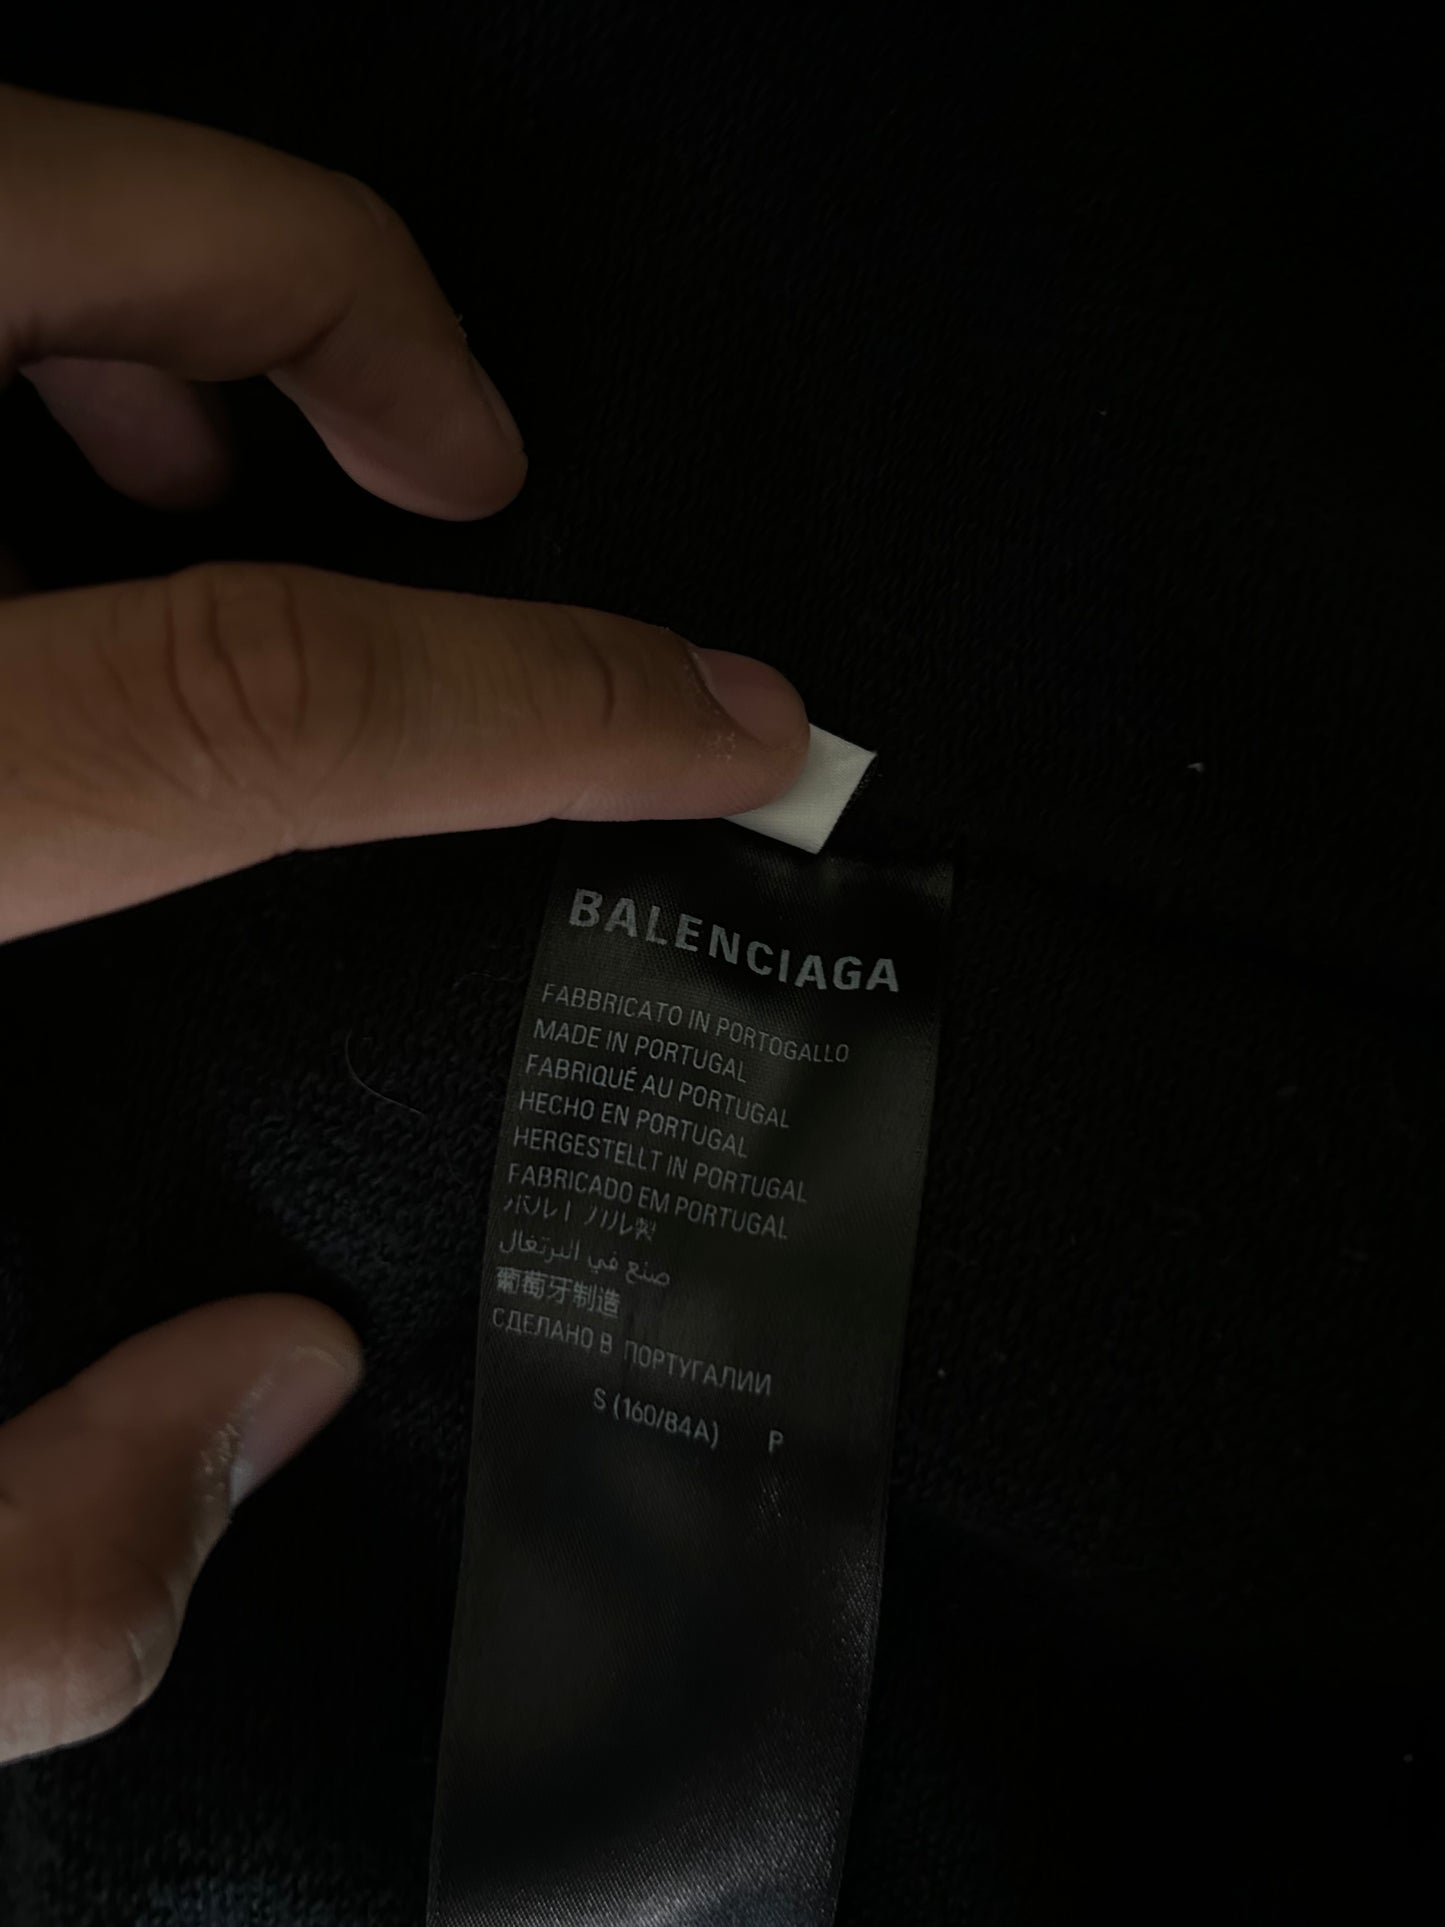 BALENCIAGA
FABBRICATO IN PORTOGALLO
MADE IN PORTUGAL
FABRIQUÉ AU PORTUGAL
HECHO EN PORTUGAL
HERGESTELLT IN PORTUGAL
FABRICADO EM PORTUGAL
ポルトガル製
صنع في البرتغال
葡萄牙制造
СДЕЛАНО В ПОРТУГАЛИИ
S (160/84A) P